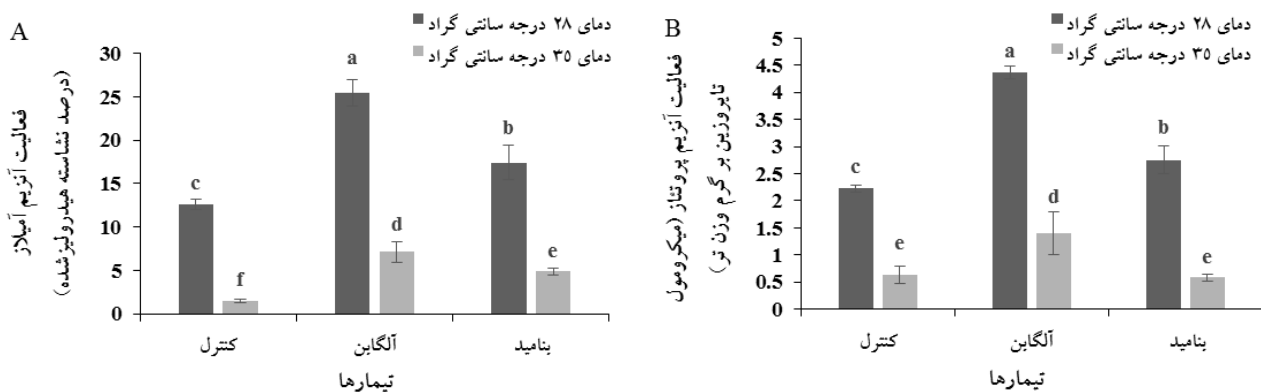 A
دمای ۲۸ درجه سانتی گراد
دمای ۳۵ درجه سانتی گراد
فعالیت آنزیم آمیلاز
(درصد نشاسته هیدرولیزشده)
30
25
20
15
10
5
0
c
f
a
d
b
e
کنترل
آلگابن
بنامید
تیمارها
B
دمای ۲۸ درجه سانتی گراد
دمای ۳۵ درجه سانتی گراد
فعالیت آنزیم پروتئاز (میکرومول
تایروزین بر گرم وزن تر)
5
4.5
4
3.5
3
2.5
2
1.5
1
0.5
0
c
e
a
d
b
e
کنترل
آلگابن
بنامید
تیمارها